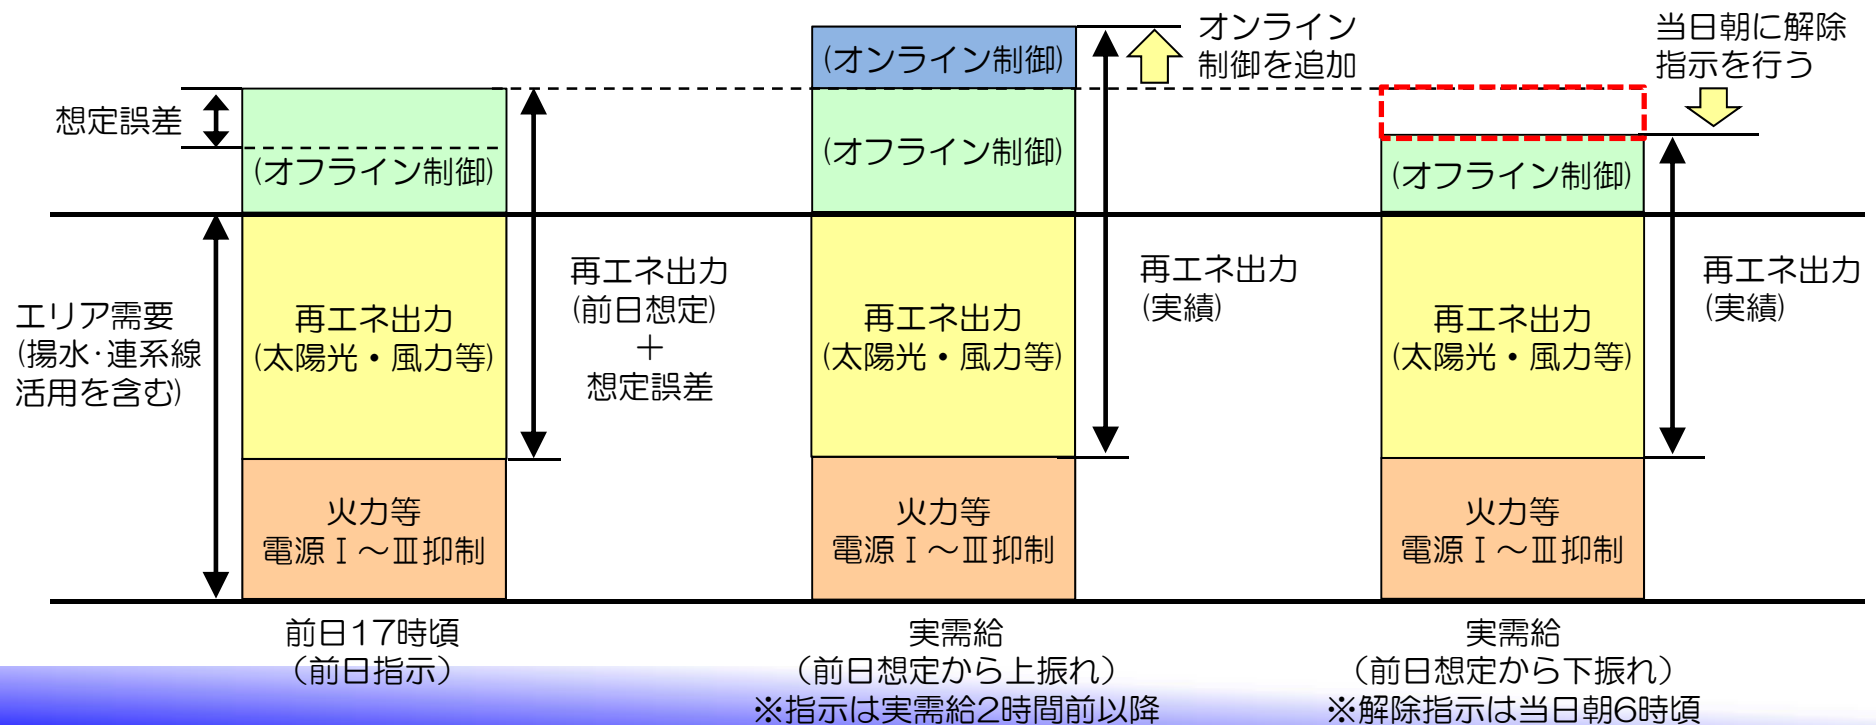 オンライン
制御を追加
当日朝に解除
指示を行う
想定誤差
(オフライン制御)
(オンライン制御)
(オフライン制御)
(オフライン制御)
エリア需要
(揚水・連系線
活用を含む)
再エネ出力
(太陽光・風力等)
再エネ出力
(前日想定)
＋
想定誤差
再エネ出力
(太陽光・風力等)
再エネ出力
(実績)
再エネ出力
(太陽光・風力等)
再エネ出力
(実績)
火力等
電源Ⅰ～Ⅲ抑制
火力等
電源Ⅰ～Ⅲ抑制
火力等
電源Ⅰ～Ⅲ抑制
前日17時頃
（前日指示）
実需給
（前日想定から上振れ）
※指示は実需給2時間前以降
実需給
（前日想定から下振れ）
※解除指示は当日朝6時頃